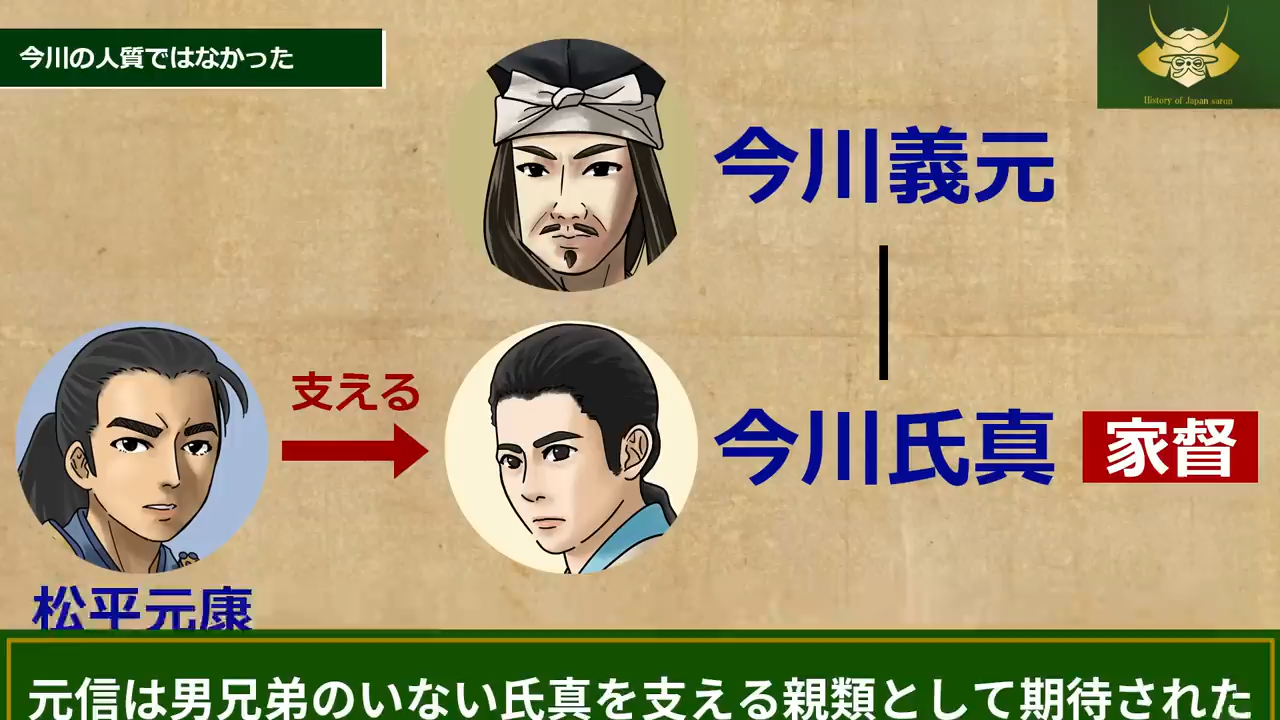 今川の人質ではなかった
History of Japan saron
今川義元
支える
今川氏真
家督
松平元康
元信は男兄弟のいない氏真を支える親類として期待された